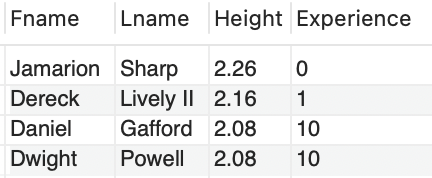 Fname Lname Height Experience
Jamarion Sharp 2.26 0
Dereck Lively II 2.16 1
Daniel Gafford 2.08 10
Dwight Powell 2.08 10